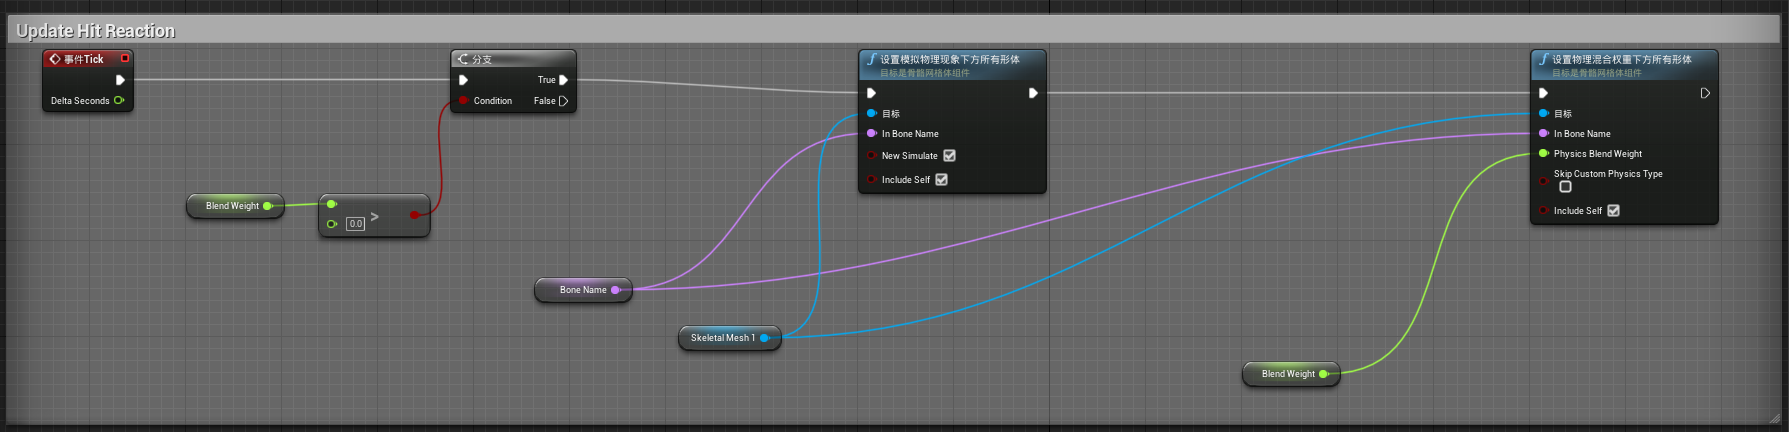 Update Hit Reaction
事件Tick
Delta Seconds
分支
True
Condition
False
Blend Weight
0.0
>
Bone Name
Skeletal Mesh 1
设置模拟物理现象下方所有形体
目标是骨骼网格体组件
目标
In Bone Name
New Simulate
Include Self
Blend Weight
设置物理混合权重下方所有形体
目标是骨骼网格体组件
目标
In Bone Name
Physics Blend Weight
Skip Custom Physics Type
Include Self